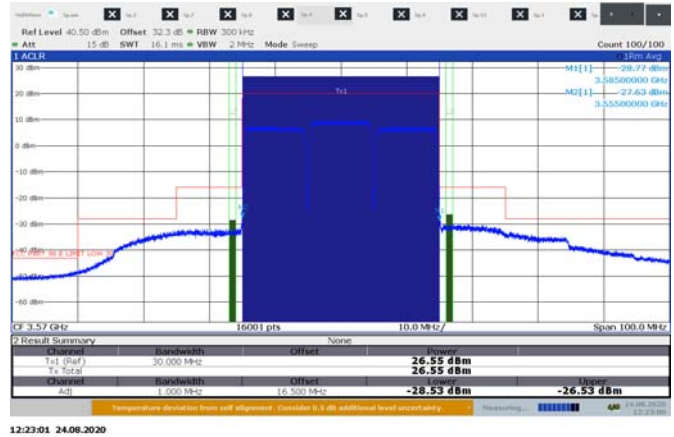 Ref Level 40.50 dBm Offset 32.3 dB RBW 300 kHz
Att 15 dB SWT 16.1 ms VBW 2 MHz Mode Sweep Count 100/100
1 ACLR 1Rm Avg
M1[1] -28.77 dBm
3.58500000 GHz
M2[1] -27.63 dBm
3.55500000 GHz
30 dBm
20 dBm
Tx1
10 dBm
0 dBm
-10 dBm
-20 dBm
-30 dBm
-40 dBm
-50 dBm
-60 dBm
CF 3.57 GHz 16001 pts 10.0 MHz/ Span 100.0 MHz
2 Result Summary None
Channel Bandwidth Offset Power
Tx1 (Ref) 30.000 MHz 26.55 dBm
Tx Total 26.55 dBm
Channel Bandwidth Offset Lower Upper
Adj 1.000 MHz 16.500 MHz -28.53 dBm -26.53 dBm
Temperature deviation from self alignment. Consider 0.5 dB additional level uncertainty. Measuring... 24.08.2020
12:23:00
12:23:01 24.08.2020